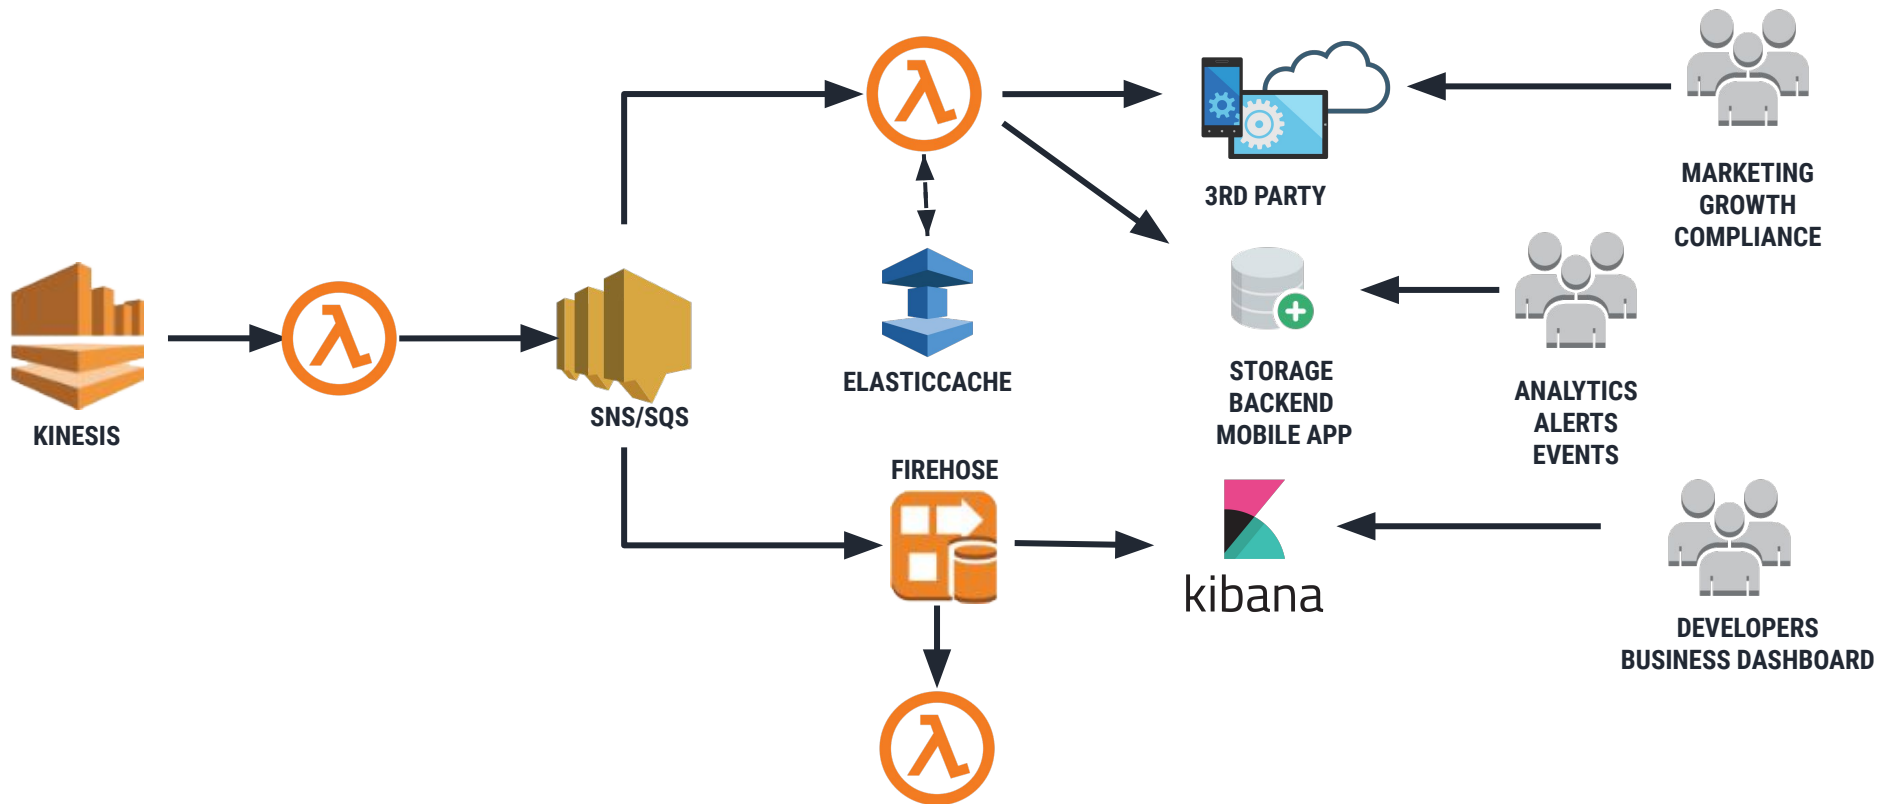 3RD PARTY
MARKETING
GROWTH
COMPLIANCE
KINESIS
SNS/SQS
ELASTICCACHE
STORAGE
BACKEND
MOBILE APP
ANALYTICS
ALERTS
EVENTS
FIREHOSE
kibana
DEVELOPERS
BUSINESS DASHBOARD